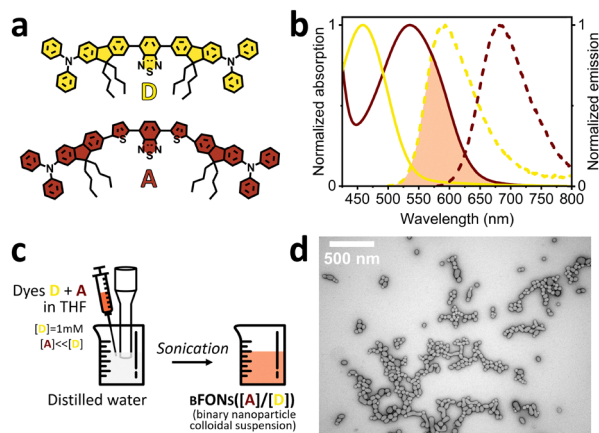 a
N
N
S
N
N
D
N
N
S
N
N
A
b
Normalized absorption
1
0
1
0
Normalized emission
450 500 550 600 650 700 750 800
Wavelength (nm)
c
Dyes D + A
in THF
[D]=1mM
[A]<<[D]
Sonication
Distilled water
BFONs([A]/[D])
(binary nanoparticle
colloidal suspension)
d
500 nm